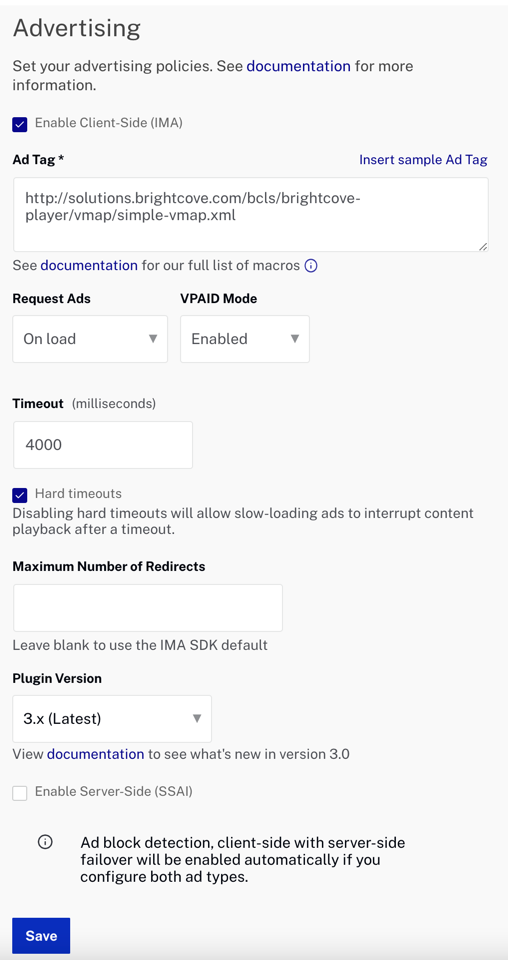 Advertising
Set your advertising policies. See documentation for more
information.
Enable Client-Side (IMA)
Ad Tag * Insert sample Ad Tag
http://solutions.brightcove.com/bcls/brightcove-
player/vmap/simple-vmap.xml
See documentation for our full list of macros
Request Ads VPAID Mode
On load Enabled
Timeout (milliseconds)
4000
Hard timeouts
Disabling hard timeouts will allow slow-loading ads to interrupt content
playback after a timeout.
Maximum Number of Redirects
Leave blank to use the IMA SDK default
Plugin Version
3.x (Latest)
View documentation to see what's new in version 3.0
Enable Server-Side (SSAI)
Ad block detection, client-side with server-side
failover will be enabled automatically if you
configure both ad types.
Save